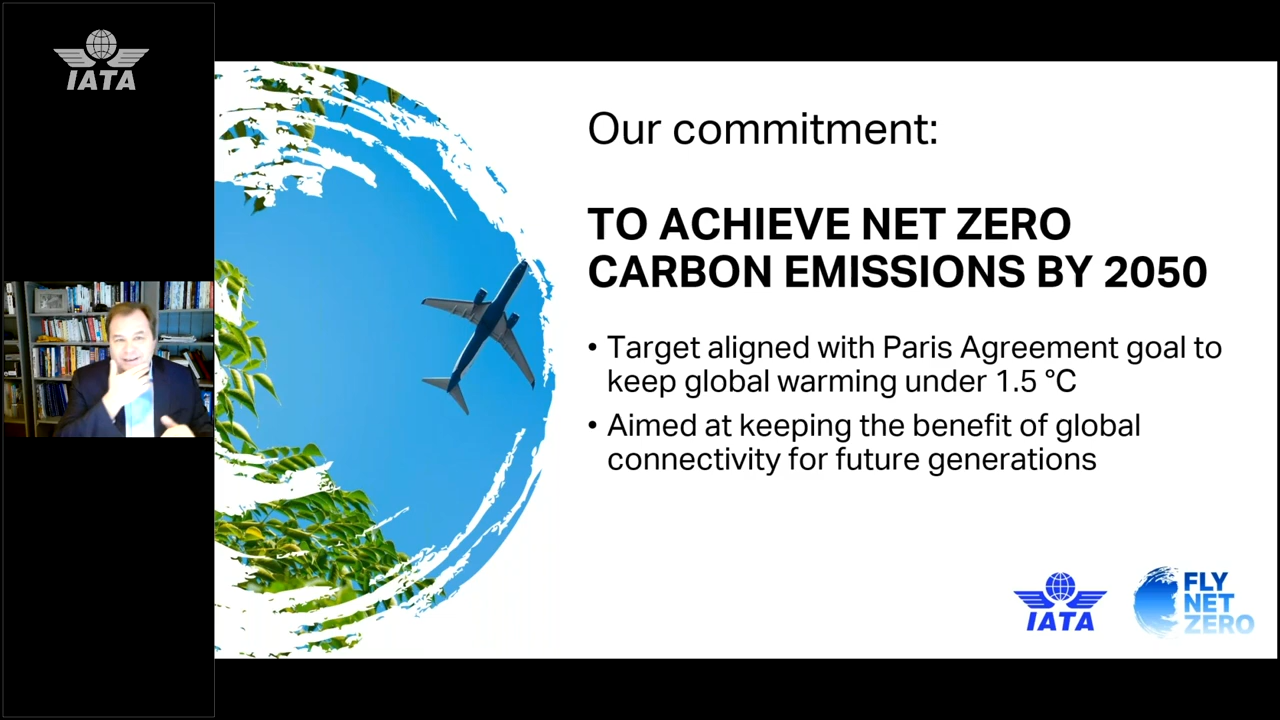 IATA
Our commitment:
TO ACHIEVE NET ZERO
CARBON EMISSIONS BY 2050
• Target aligned with Paris Agreement goal to
keep global warming under 1.5 °C
• Aimed at keeping the benefit of global
connectivity for future generations
IATA
FLY
NET
ZERO